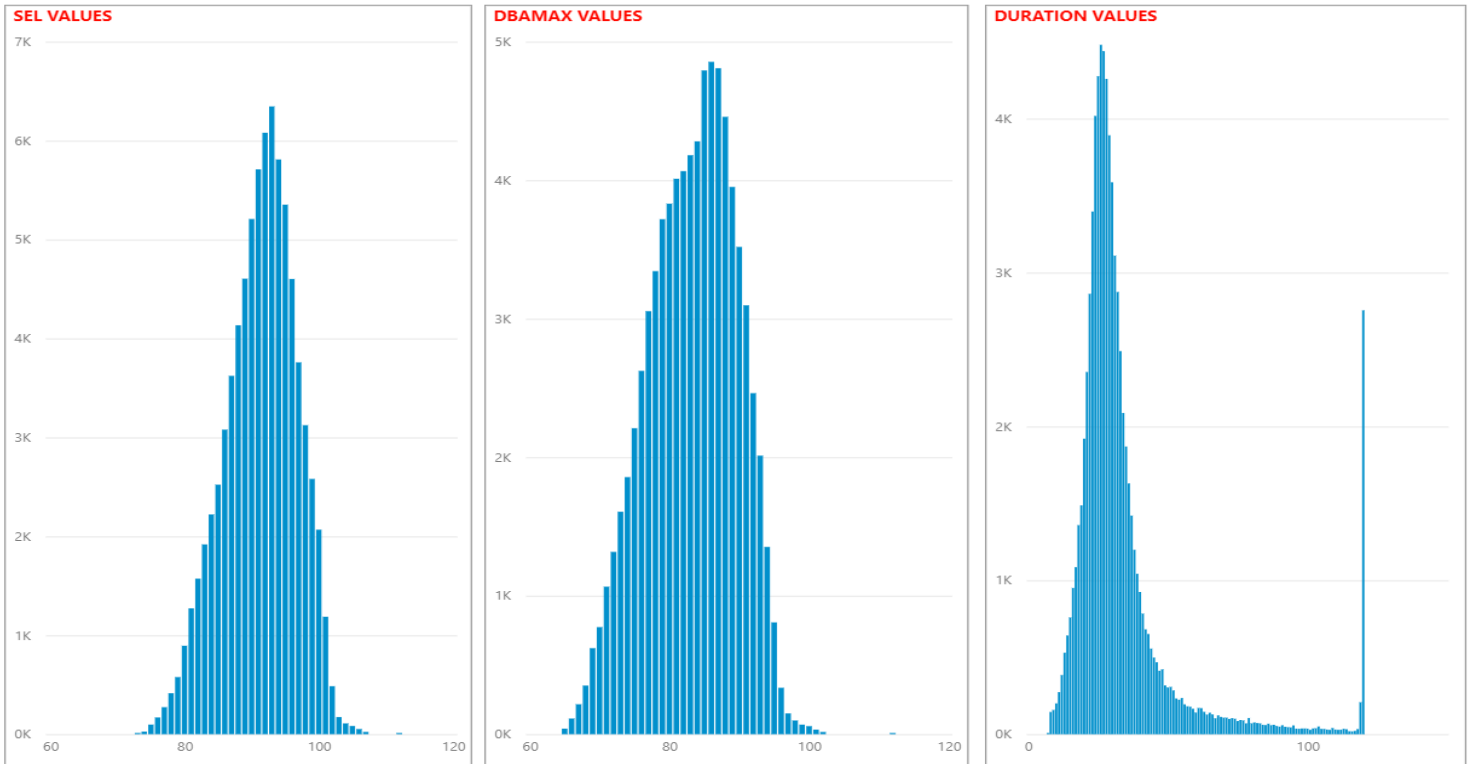 SEL VALUES
7K
6K
5K
4K
3K
2K
1K
0K
60
80
100
120
DBAMAX VALUES
5K
4K
3K
2K
1K
0K
60
80
100
120
DURATION VALUES
4K
3K
2K
1K
0K
0
100